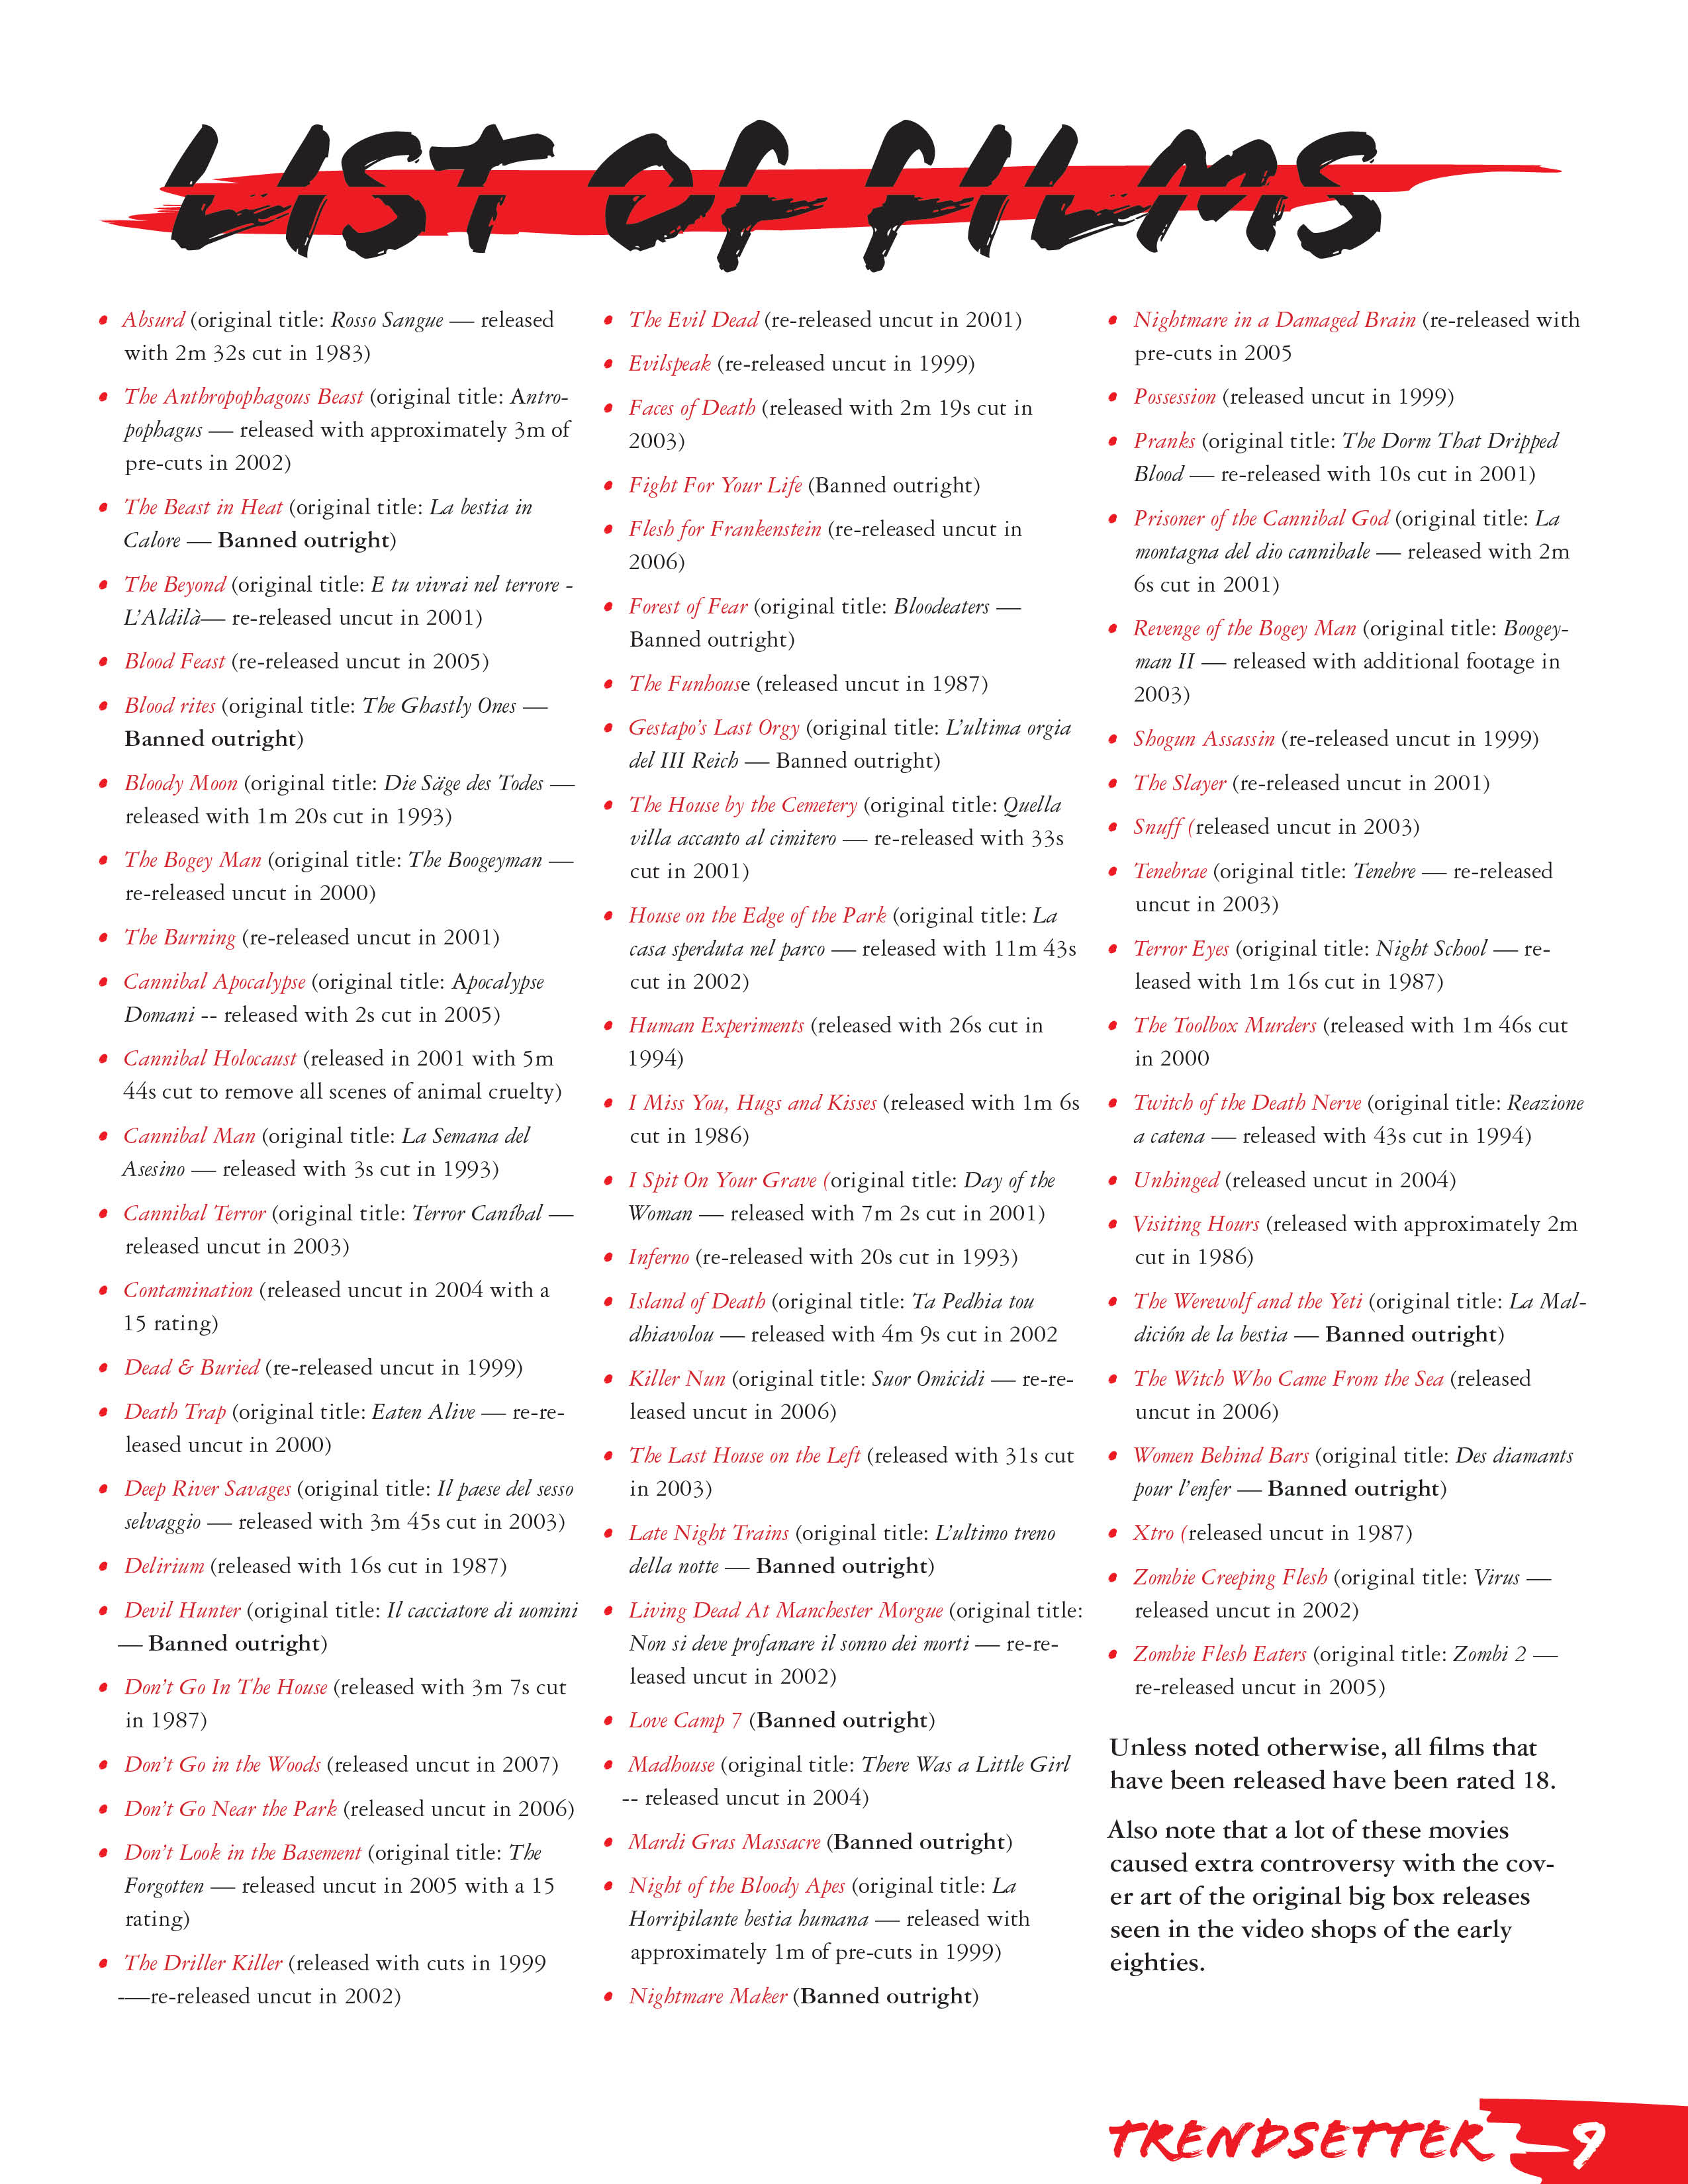 LIST OF FILMS
• Absurd (original title: Rosso Sangue — released
with 2m 32s cut in 1983)
• The Anthropophagous Beast (original title: Antro-
pophagus — released with approximately 3m of
pre-cuts in 2002)
• The Beast in Heat (original title: La bestia in
Calore — Banned outright)
• The Beyond (original title: E tu vivrai nel terrore -
L'Aldilà— re-released uncut in 2001)
• Blood Feast (re-released uncut in 2005)
• Blood rites (original title: The Ghastly Ones —
Banned outright)
• Bloody Moon (original title: Die Säge des Todes —
released with 1m 20s cut in 1993)
• The Bogey Man (original title: The Boogeyman —
re-released uncut in 2000)
• The Burning (re-released uncut in 2001)
• Cannibal Apocalypse (original title: Apocalypse
Domani -- released with 2s cut in 2005)
• Cannibal Holocaust (released in 2001 with 5m
44s cut to remove all scenes of animal cruelty)
• Cannibal Man (original title: La Semana del
Asesino — released with 3s cut in 1993)
• Cannibal Terror (original title: Terror Caníbal —
released uncut in 2003)
• Contamination (released uncut in 2004 with a
15 rating)
• Dead & Buried (re-released uncut in 1999)
• Death Trap (original title: Eaten Alive — re-re-
leased uncut in 2000)
• Deep River Savages (original title: Il paese del sesso
selvaggio — released with 3m 45s cut in 2003)
• Delirium (released with 16s cut in 1987)
• Devil Hunter (original title: Il cacciatore di uomini
— Banned outright)
• Don't Go In The House (released with 3m 7s cut
in 1987)
• Don't Go in the Woods (released uncut in 2007)
• Don't Go Near the Park (released uncut in 2006)
• Don't Look in the Basement (original title: The
Forgotten — released uncut in 2005 with a 15
rating)
• The Driller Killer (released with cuts in 1999
-—re-released uncut in 2002)
• The Evil Dead (re-released uncut in 2001)
• Evilspeak (re-released uncut in 1999)
• Faces of Death (released with 2m 19s cut in
2003)
• Fight For Your Life (Banned outright)
• Flesh for Frankenstein (re-released uncut in
2006)
• Forest of Fear (original title: Bloodeaters —
Banned outright)
• The Funhouse (released uncut in 1987)
• Gestapo's Last Orgy (original title: L'ultima orgia
del III Reich — Banned outright)
• The House by the Cemetery (original title: Quella
villa accanto al cimitero — re-released with 33s
cut in 2001)
• House on the Edge of the Park (original title: La
casa sperduta nel parco — released with 11m 43s
cut in 2002)
• Human Experiments (released with 26s cut in
1994)
• I Miss You, Hugs and Kisses (released with 1m 6s
cut in 1986)
• I Spit On Your Grave (original title: Day of the
Woman — released with 7m 2s cut in 2001)
• Inferno (re-released with 20s cut in 1993)
• Island of Death (original title: Ta Pedhia tou
dhiavolou — released with 4m 9s cut in 2002
• Killer Nun (original title: Suor Omicidi — re-re-
leased uncut in 2006)
• The Last House on the Left (released with 31s cut
in 2003)
• Late Night Trains (original title: L'ultimo treno
della notte — Banned outright)
• Living Dead At Manchester Morgue (original title:
Non si deve profanare il sonno dei morti — re-re-
leased uncut in 2002)
• Love Camp 7 (Banned outright)
• Madhouse (original title: There Was a Little Girl
-- released uncut in 2004)
• Mardi Gras Massacre (Banned outright)
• Night of the Bloody Apes (original title: La
Horripilante bestia humana — released with
approximately 1m of pre-cuts in 1999)
• Nightmare Maker (Banned outright)
• Nightmare in a Damaged Brain (re-released with
pre-cuts in 2005
• Possession (released uncut in 1999)
• Pranks (original title: The Dorm That Dripped
Blood — re-released with 10s cut in 2001)
• Prisoner of the Cannibal God (original title: La
montagna del dio cannibale — released with 2m
6s cut in 2001)
• Revenge of the Bogey Man (original title: Boogey-
man II — released with additional footage in
2003)
• Shogun Assassin (re-released uncut in 1999)
• The Slayer (re-released uncut in 2001)
• Snuff (released uncut in 2003)
• Tenebrae (original title: Tenebre — re-released
uncut in 2003)
• Terror Eyes (original title: Night School — re-
leased with 1m 16s cut in 1987)
• The Toolbox Murders (released with 1m 46s cut
in 2000
• Twitch of the Death Nerve (original title: Reazione
a catena — released with 43s cut in 1994)
• Unhinged (released uncut in 2004)
• Visiting Hours (released with approximately 2m
cut in 1986)
• The Werewolf and the Yeti (original title: La Mal-
dición de la bestia — Banned outright)
• The Witch Who Came From the Sea (released
uncut in 2006)
• Women Behind Bars (original title: Des diamants
pour l'enfer — Banned outright)
• Xtro (released uncut in 1987)
• Zombie Creeping Flesh (original title: Virus —
released uncut in 2002)
• Zombie Flesh Eaters (original title: Zombi 2 —
re-released uncut in 2005)
Unless noted otherwise, all films that
have been released have been rated 18.
Also note that a lot of these movies
caused extra controversy with the cov-
er art of the original big box releases
seen in the video shops of the early
eighties.
TRENDSETTER 9